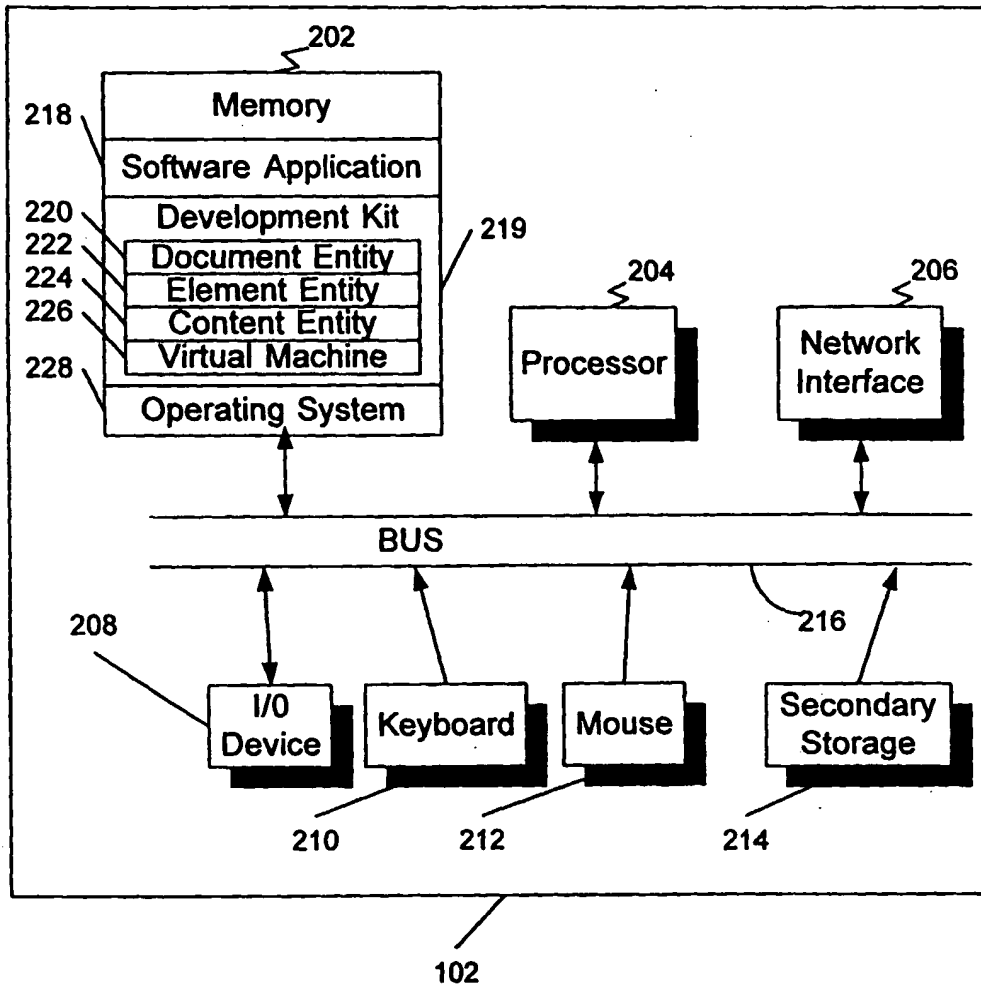 202
Memory
218
Software Application
Development Kit
220
Document Entity
219
222
Element Entity
204
206
224
Content Entity
226
Virtual Machine
Processor
Network
Interface
228
Operating System
BUS
216
208
I/0
Device
Keyboard
Mouse
Secondary
Storage
210
212
214
102